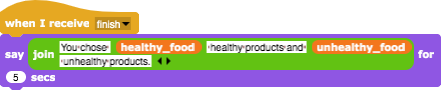 when I receive finish
say join You chose healthy_food healthy products and unhealthy_food for
unhealthy products.
5 secs